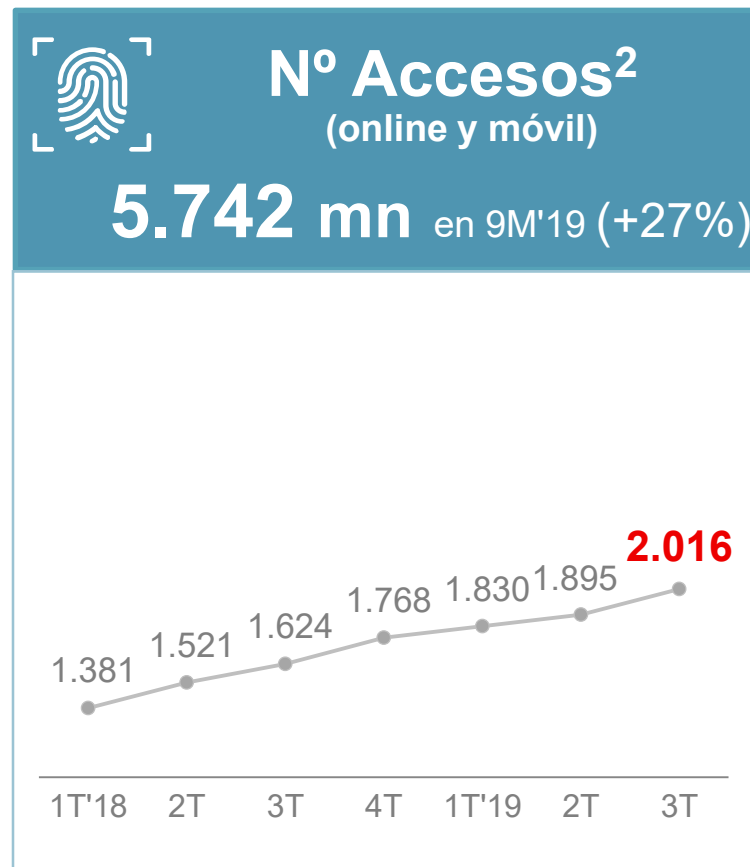 Nº Accesos²
(online y móvil)
5.742 mn en 9M'19 (+27%)
2.016
1.895
1.830
1.768
1.624
1.521
1.381
1T'18 2T 3T 4T 1T'19 2T 3T